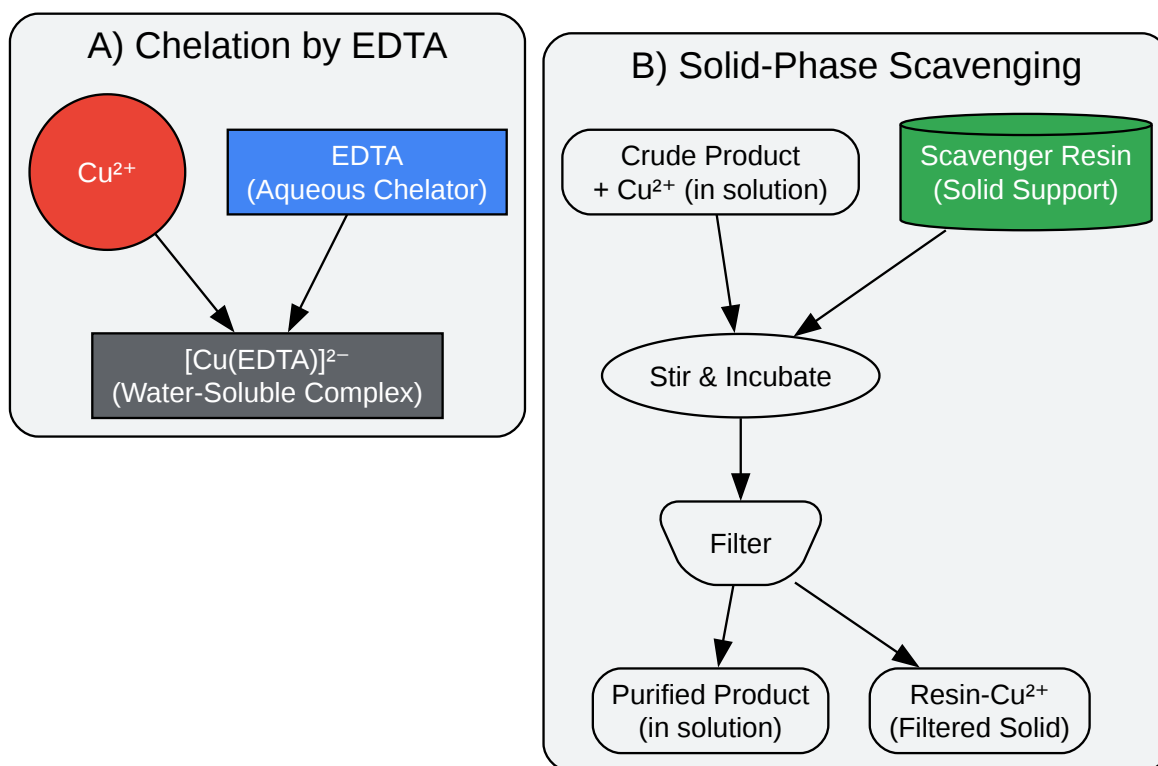 A) Chelation by EDTA
Cu²⁺
EDTA
(Aqueous Chelator)
[Cu(EDTA)]²⁻
(Water-Soluble Complex)
B) Solid-Phase Scavenging
Crude Product
+ Cu²⁺ (in solution)
Scavenger Resin
(Solid Support)
Stir & Incubate
Filter
Purified Product
(in solution)
Resin-Cu²⁺
(Filtered Solid)